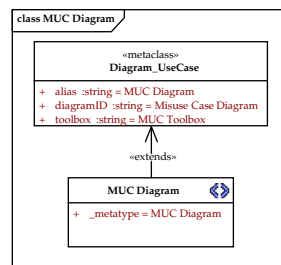 class MUC Diagram
«metaclass»
Diagram_UseCase
+ alias :string = MUC Diagram
+ diagramID :string = Misuse Case Diagram
+ toolbox :string = MUC Toolbox
«extends»
MUC Diagram
+ _metatype = MUC Diagram